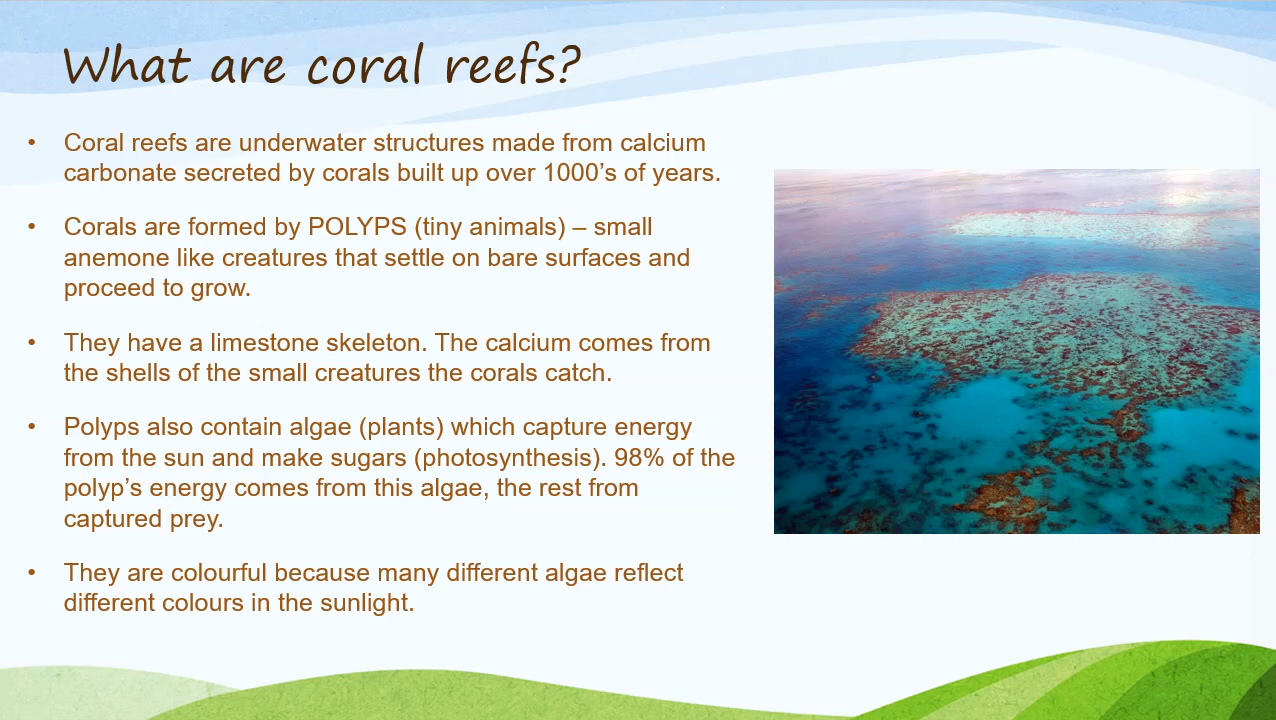 What are coral reefs?
• Coral reefs are underwater structures made from calcium
carbonate secreted by corals built up over 1000’s of years.
• Corals are formed by POLYPS (tiny animals) – small
anemone like creatures that settle on bare surfaces and
proceed to grow.
• They have a limestone skeleton. The calcium comes from
the shells of the small creatures the corals catch.
• Polyps also contain algae (plants) which capture energy
from the sun and make sugars (photosynthesis). 98% of the
polyp’s energy comes from this algae, the rest from
captured prey.
• They are colourful because many different algae reflect
different colours in the sunlight.